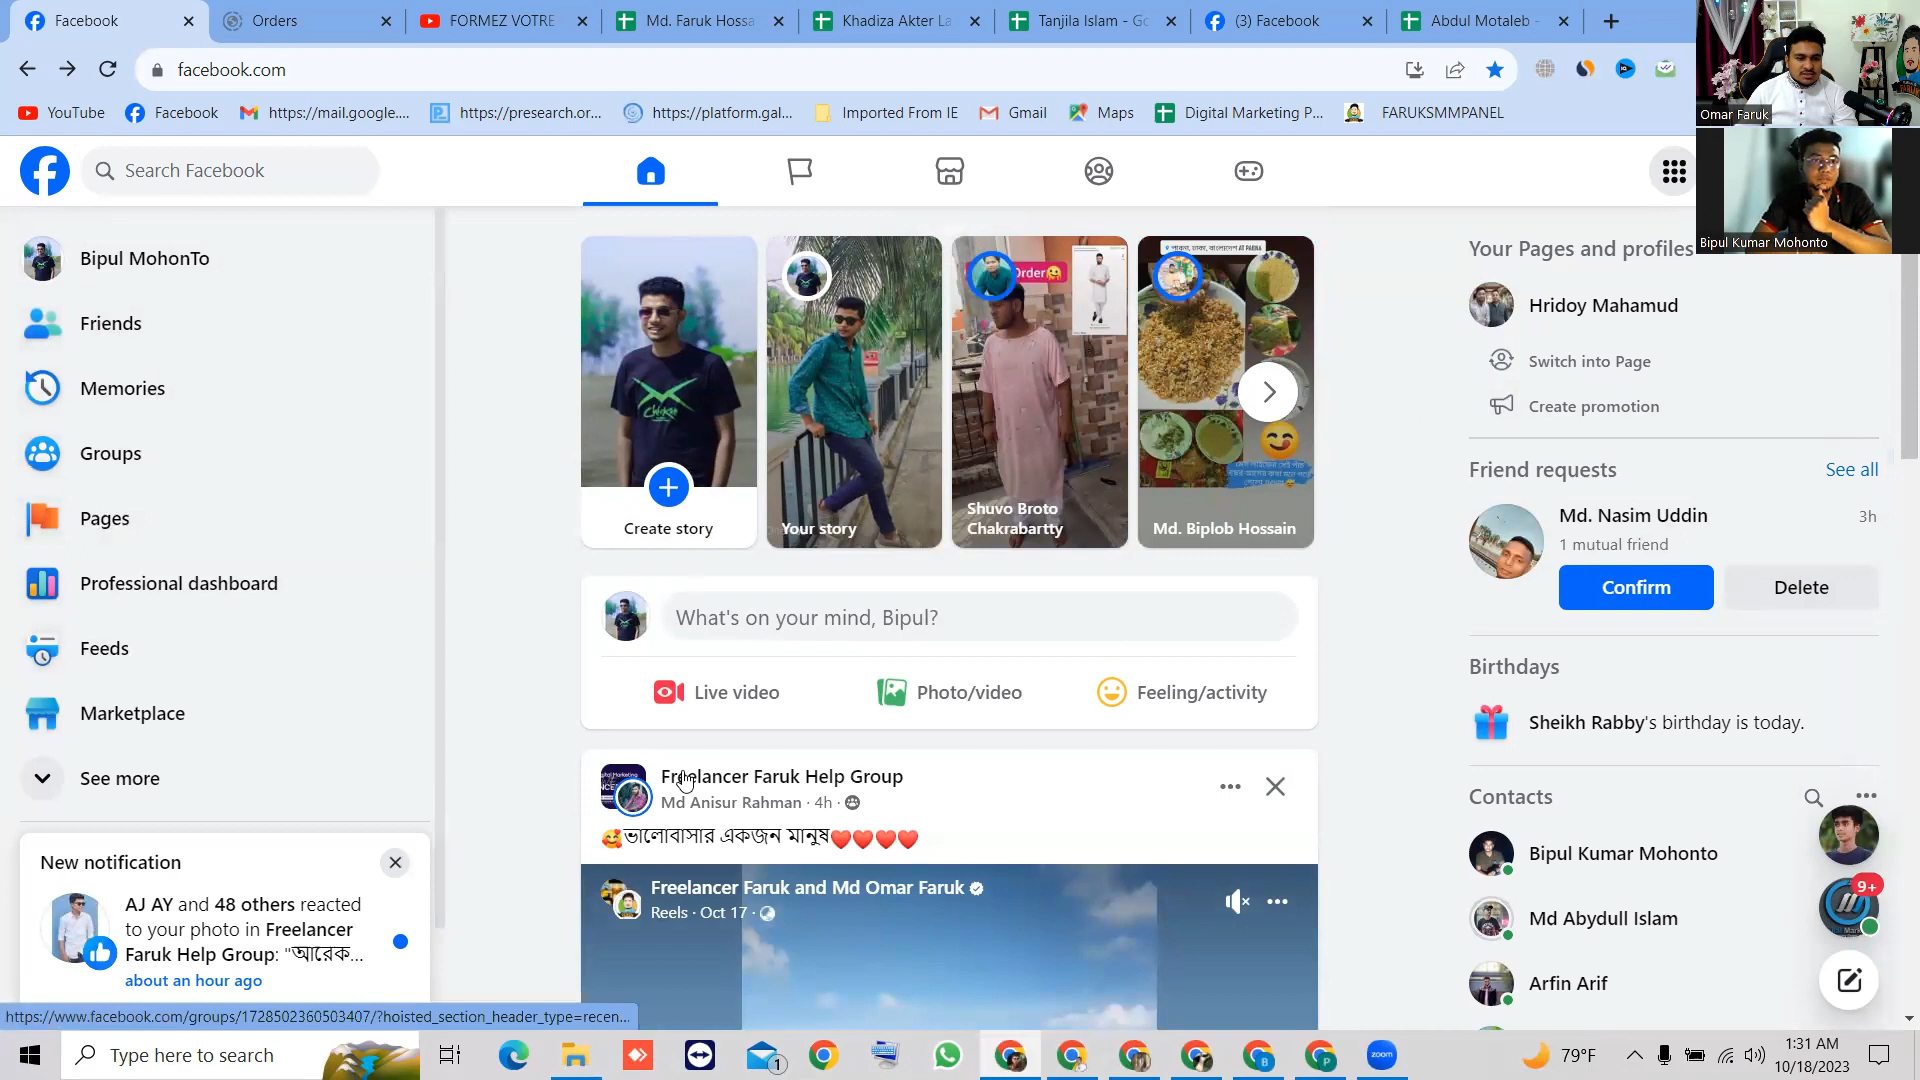 Facebook
Orders
FORMEZ VOTRE
Md. Faruk Hossa
Khadiza Akter La
Tanjila Islam - Go
(3) Facebook
Abdul Motaleb -
facebook.com
YouTube
Facebook
https://mail.google....
https://presearch.or...
https://platform.gal...
Imported From IE
Gmail
Maps
Digital Marketing P...
FARUKSMMPANEL
Omar Faruk
Bipul Kumar Mohonto
Search Facebook
Bipul MohonTo
Friends
Memories
Groups
Pages
Professional dashboard
Feeds
Marketplace
See more
New notification
AJ AY and 48 others reacted
to your photo in Freelancer
Faruk Help Group: "আরেক...
about an hour ago
https://www.facebook.com/groups/1728502360503407/?hoisted_section_header_type=recen...
Create story
Your story
Order
Shuvo Broto
Chakrabartty
Md. Biplob Hossain
What's on your mind, Bipul?
Live video
Photo/video
Feeling/activity
Freelancer Faruk Help Group
Md Anisur Rahman · 4h ·
🥰ভালোবাসার একজন মানুষ❤️❤️❤️❤️
Freelancer Faruk and Md Omar Faruk
Reels · Oct 17 ·
Your Pages and profiles
Hridoy Mahamud
Switch into Page
Create promotion
Friend requests
See all
Md. Nasim Uddin
3h
1 mutual friend
Confirm
Delete
Birthdays
Sheikh Rabby's birthday is today.
Contacts
Bipul Kumar Mohonto
Md Abydull Islam
Arfin Arif
9+
Type here to search
1
zoom
79°F
1:31 AM
10/18/2023